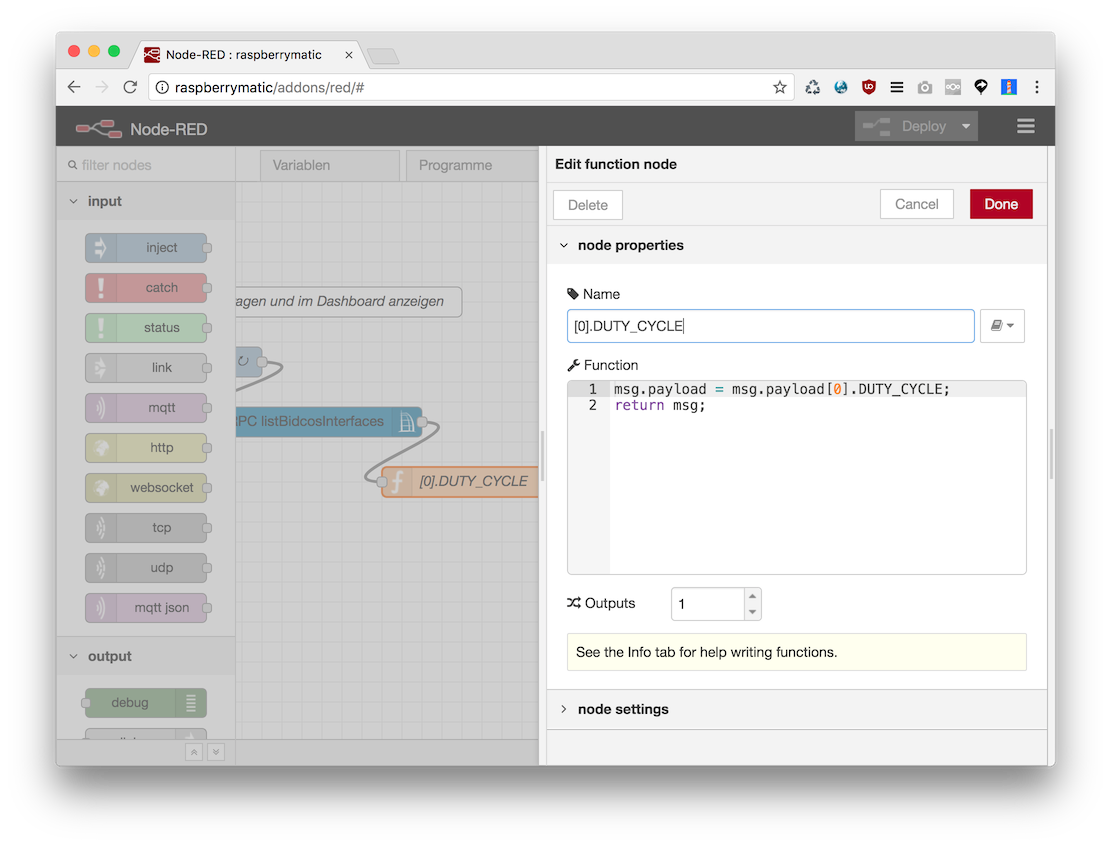 Node-RED : raspberrymatic
raspberrymatic/addons/red/#
Node-RED
Deploy
filter nodes
Variablen
Programme
Edit function node
Delete
Cancel
Done
input
node properties
inject
catch
status
link
mqtt
http
websocket
tcp
udp
mqtt json
output
debug
agen und im Dashboard anzeigen
PC listBidcosInterfaces
[0].DUTY_CYCLE
Name
[0].DUTY_CYCLE
Function
1 msg.payload = msg.payload[0].DUTY_CYCLE;
2 return msg;
Outputs
1
See the Info tab for help writing functions.
node settings